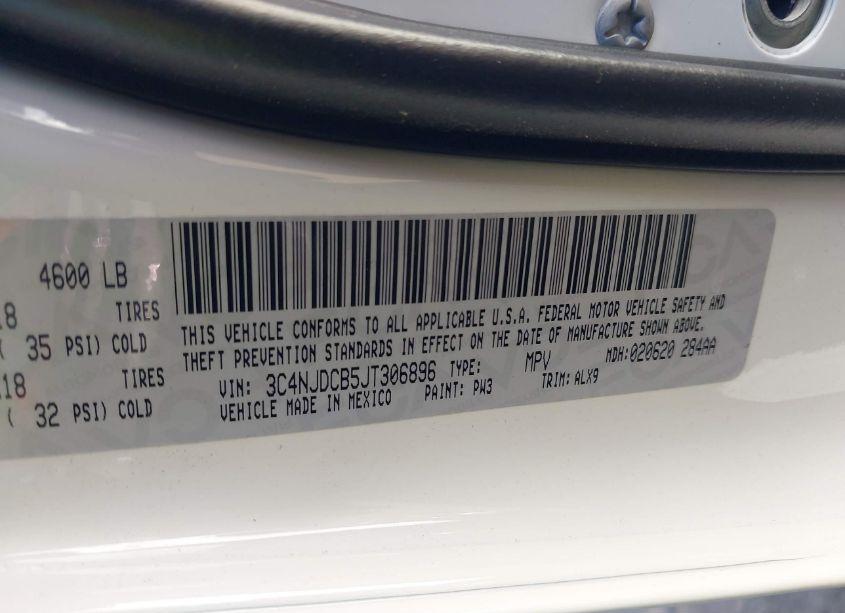 4600 LB
18 TIRES
( 35 PSI) COLD
18 TIRES
( 32 PSI) COLD
THIS VEHICLE CONFORMS TO ALL APPLICABLE U.S.A. FEDERAL MOTOR VEHICLE SAFETY AND
THEFT PREVENTION STANDARDS IN EFFECT ON THE DATE OF MANUFACTURE SHOWN ABOVE.
VIN: 3C4NJDCB5JT306896 TYPE: MPV MDH:020620 284AA
VEHICLE MADE IN MEXICO PAINT: PW3 TRIM: ALX9